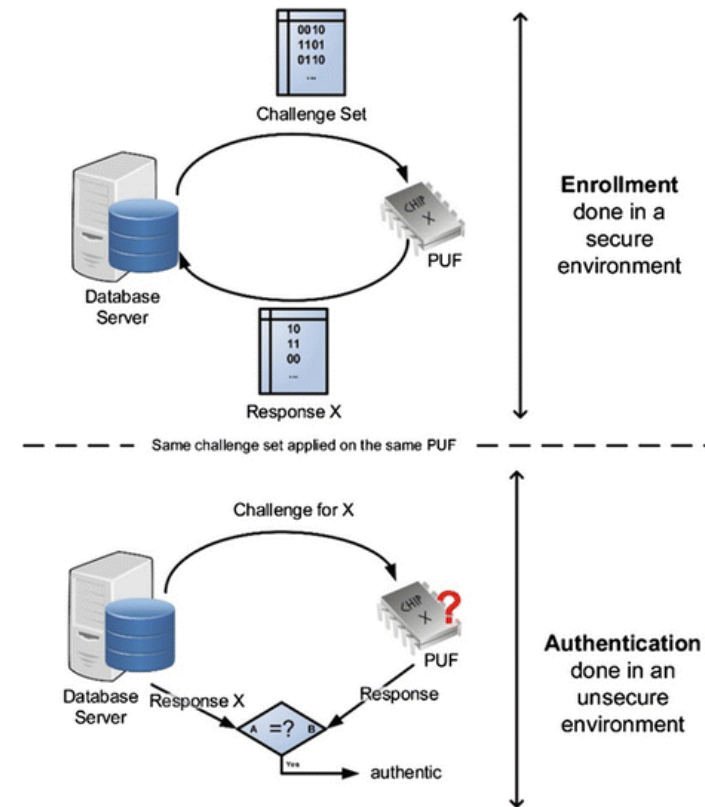 0010
1101
0110
...
Challenge Set
CHIP
X
PUF
Database
Server
10
11
00
...
Response X
Enrollment
done in a
secure
environment
Same challenge set applied on the same PUF
Challenge for X
CHIP
X
?
PUF
Database
Server
Response X
Response
A =? B
Yes
authentic
Authentication
done in an
unsecure
environment